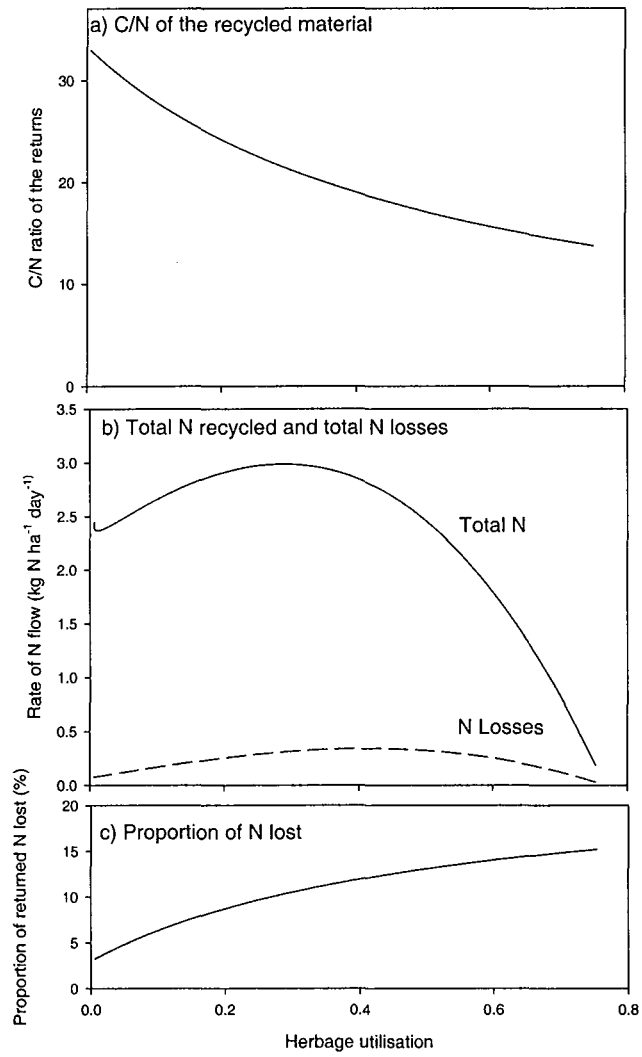 a) C/N of the recycled material
30
20
10
0
C/N ratio of the returns
b) Total N recycled and total N losses
3.5
3.0
2.5
2.0
1.5
1.0
0.5
0.0
Rate of N flow (kg N ha⁻¹ day⁻¹)
Total N
N Losses
c) Proportion of N lost
20
15
10
5
0
Proportion of returned N lost (%)
0.0 0.2 0.4 0.6 0.8
Herbage utilisation